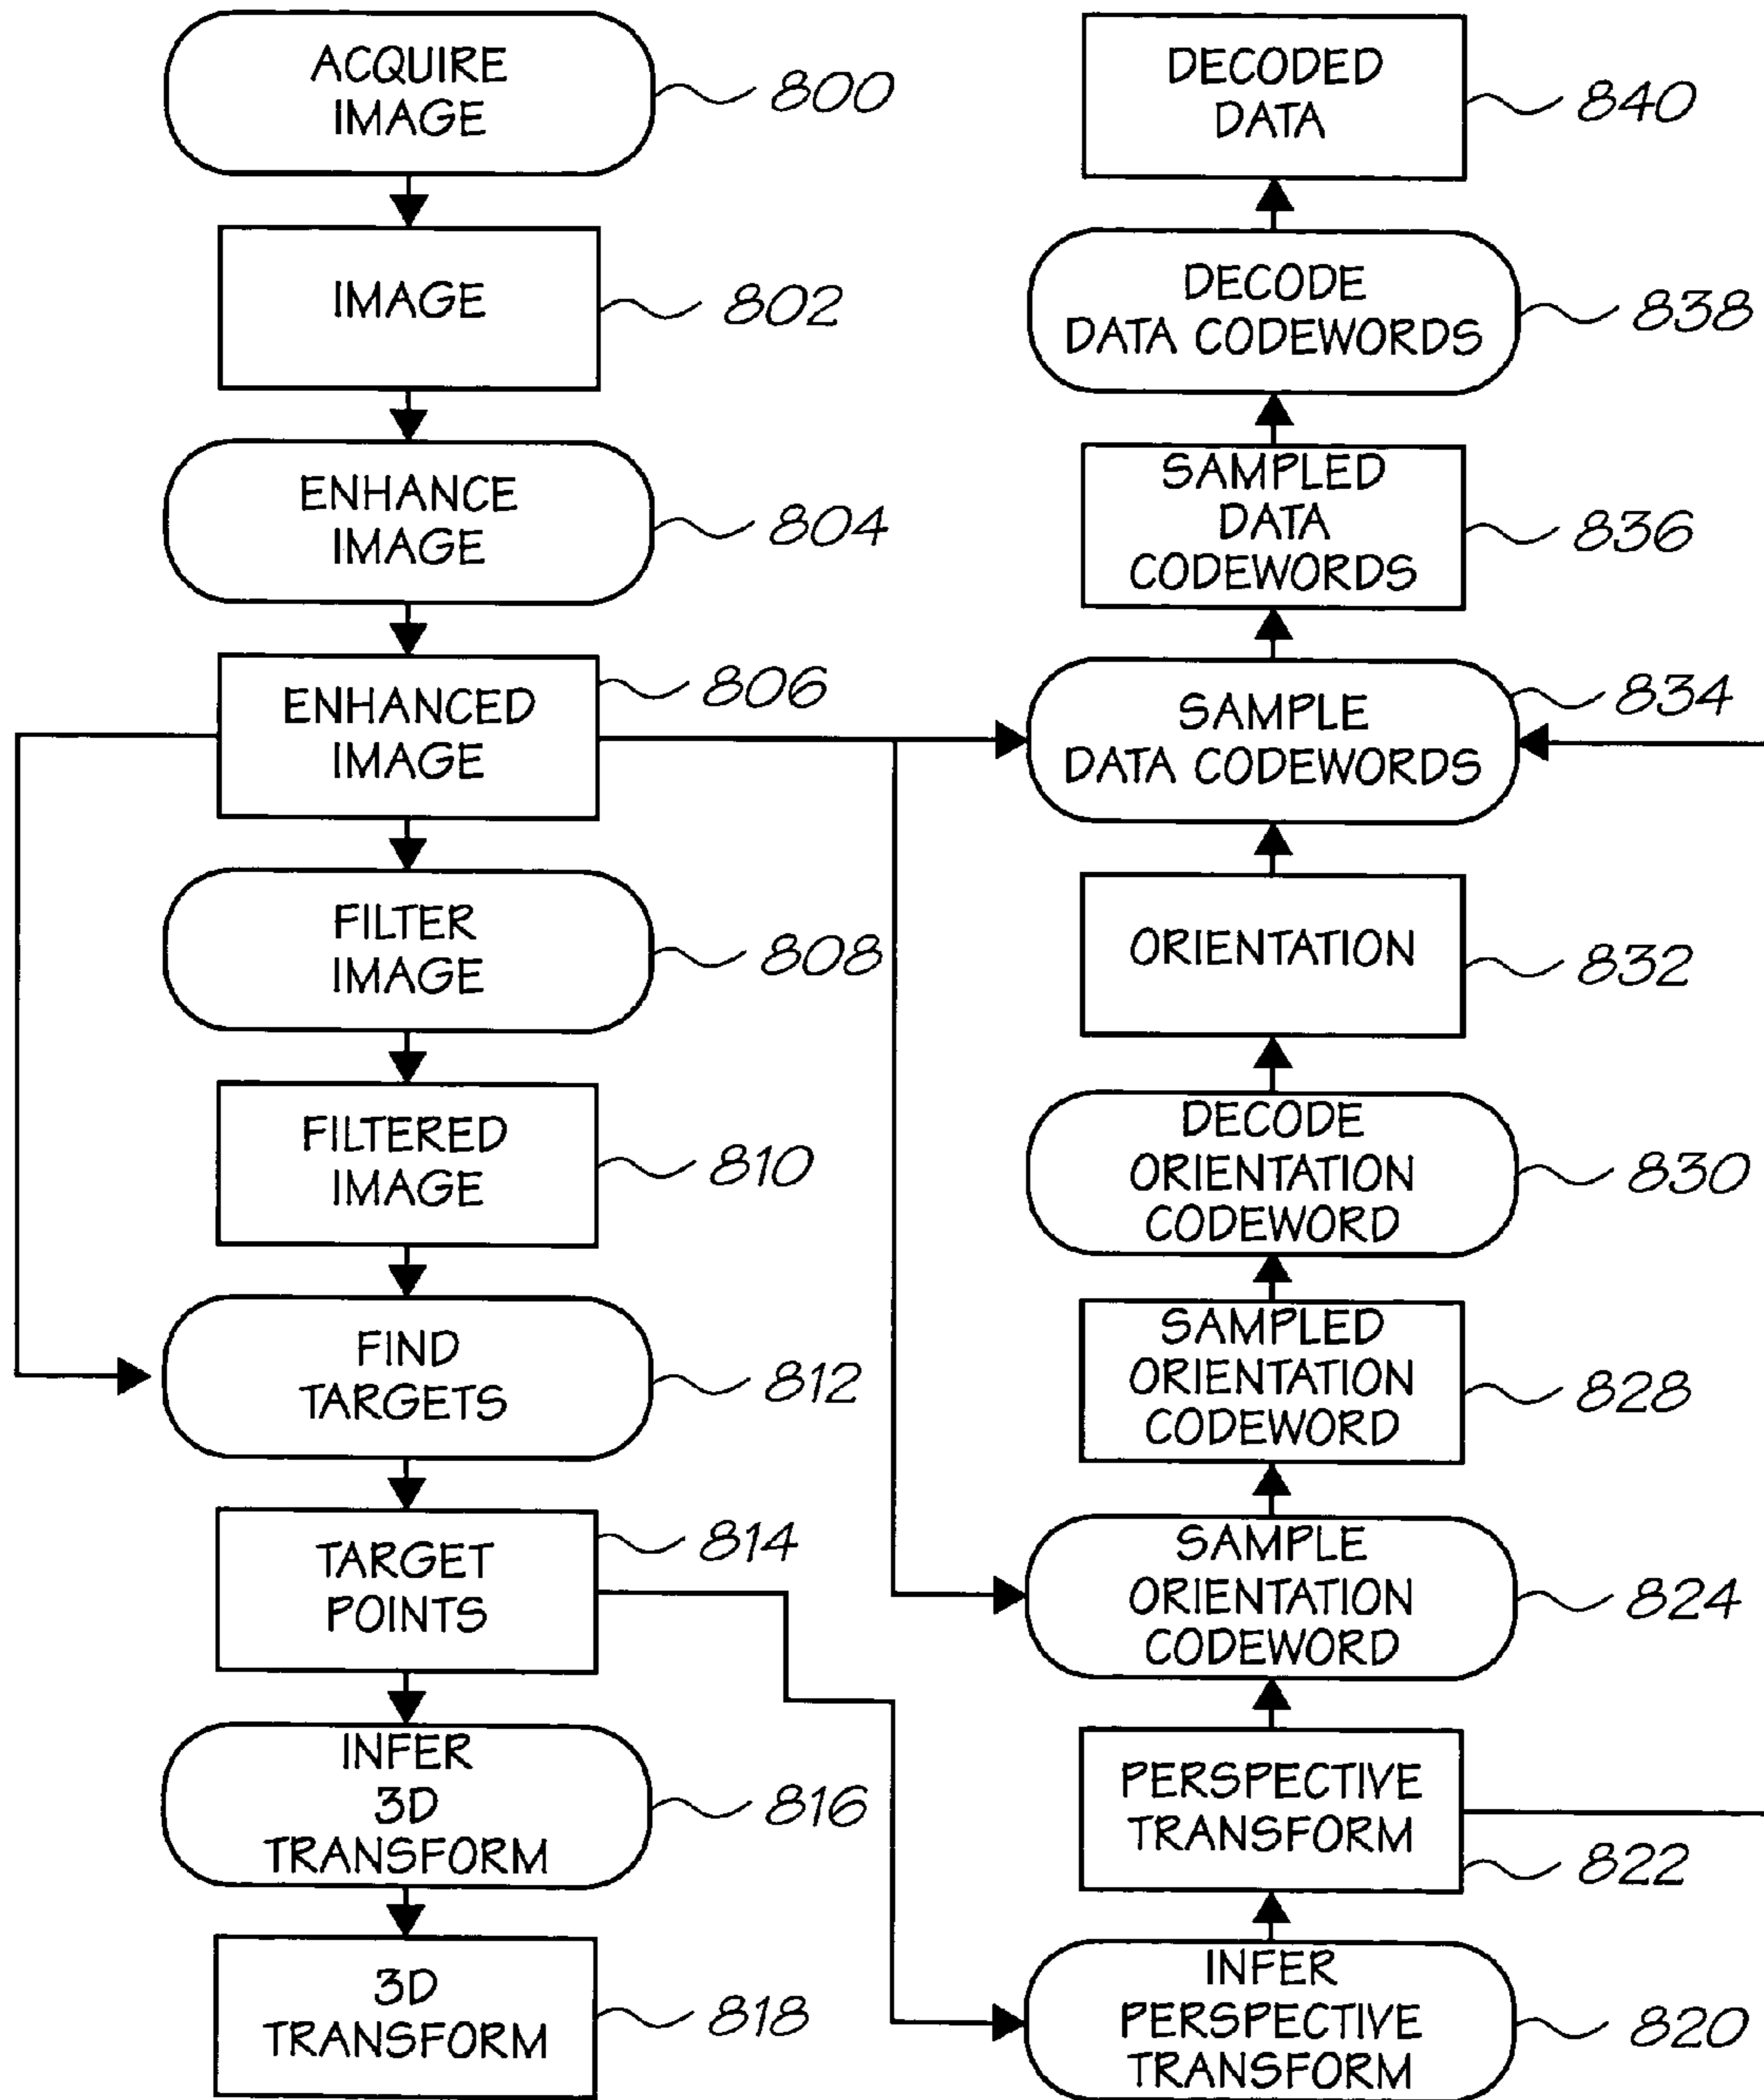 ACQUIRE
IMAGE
800
IMAGE
802
ENHANCE
IMAGE
804
ENHANCED
IMAGE
806
FILTER
IMAGE
808
FILTERED
IMAGE
810
FIND
TARGETS
812
TARGET
POINTS
814
INFER
3D
TRANSFORM
816
3D
TRANSFORM
818
DECODED
DATA
840
DECODE
DATA CODEWORDS
838
SAMPLED
DATA
CODEWORDS
836
SAMPLE
DATA CODEWORDS
834
ORIENTATION
832
DECODE
ORIENTATION
CODEWORD
830
SAMPLED
ORIENTATION
CODEWORD
828
SAMPLE
ORIENTATION
CODEWORD
824
PERSPECTIVE
TRANSFORM
822
INFER
PERSPECTIVE
TRANSFORM
820